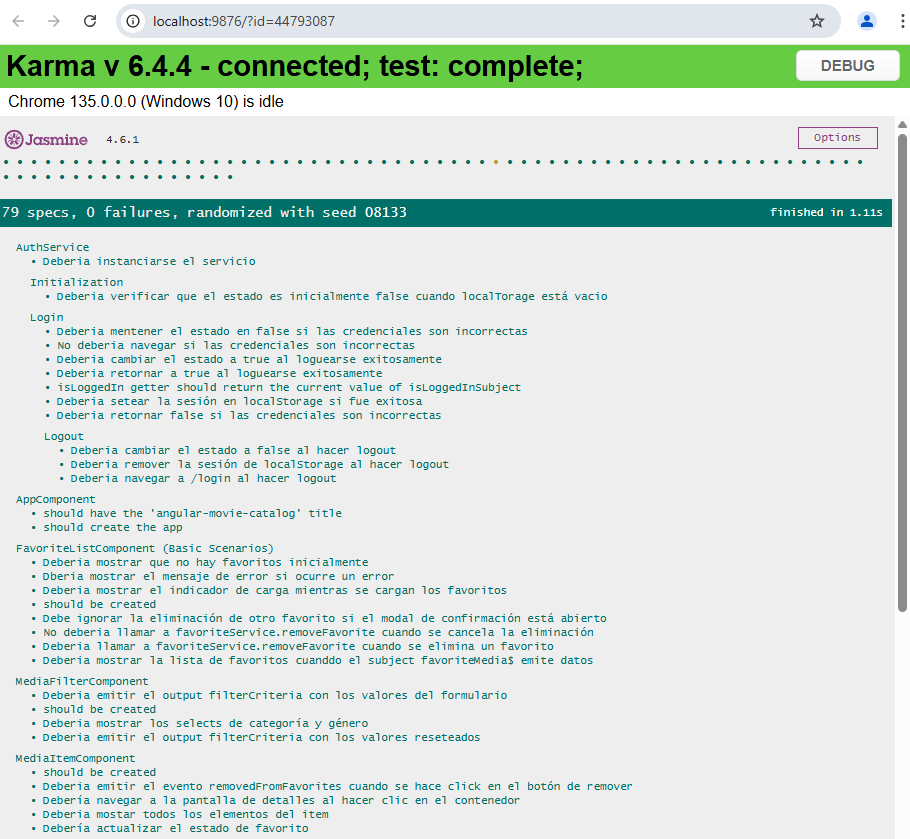 localhost:9876/?id=44793087
Karma v 6.4.4 - connected; test: complete;
DEBUG
Chrome 135.0.0.0 (Windows 10) is idle
Jasmine 4.6.1
Options
79 specs, 0 failures, randomized with seed 08133
finished in 1.11s
AuthService
• Deberia instanciarse el servicio
Initialization
• Deberia verificar que el estado es inicialmente false cuando localTorage está vacio
Login
• Deberia mentener el estado en false si las credenciales son incorrectas
• No deberia navegar si las credenciales son incorrectas
• Deberia cambiar el estado a true al loguearse exitosamente
• Deberia retornar a true al loguearse exitosamente
• isLoggedIn getter should return the current value of isLoggedInSubject
• Deberia setear la sesión en localStorage si fue exitosa
• Deberia retornar false si las credenciales son incorrectas
Logout
• Deberia cambiar el estado a false al hacer logout
• Deberia remover la sesión de localStorage al hacer logout
• Deberia navegar a /login al hacer logout
AppComponent
• should have the 'angular-movie-catalog' title
• should create the app
FavoriteListComponent (Basic Scenarios)
• Deberia mostrar que no hay favoritos inicialmente
• Dberia mostrar el mensaje de error si ocurre un error
• Deberia mostrar el indicador de carga mientras se cargan los favoritos
• should be created
• Debe ignorar la eliminación de otro favorito si el modal de confirmación está abierto
• No deberia llamar a favoriteService.removeFavorite cuando se cancela la eliminación
• Deberia llamar a favoriteService.removeFavorite cuando se elimina un favorito
• Deberia mostrar la lista de favoritos cuanddo el subject favoriteMedia$ emite datos
MediaFilterComponent
• Deberia emitir el output filterCriteria con los valores del formulario
• should be created
• Deberia mostrar los selects de categoría y género
• Deberia emitir el output filterCriteria con los valores reseteados
MediaItemComponent
• should be created
• Deberia emitir el evento removedFromFavorites cuando se hace click en el botón de remover
• Debería navegar a la pantalla de detalles al hacer clic en el contenedor
• Deberia mostar todos los elementos del item
• Debería actualizar el estado de favorito